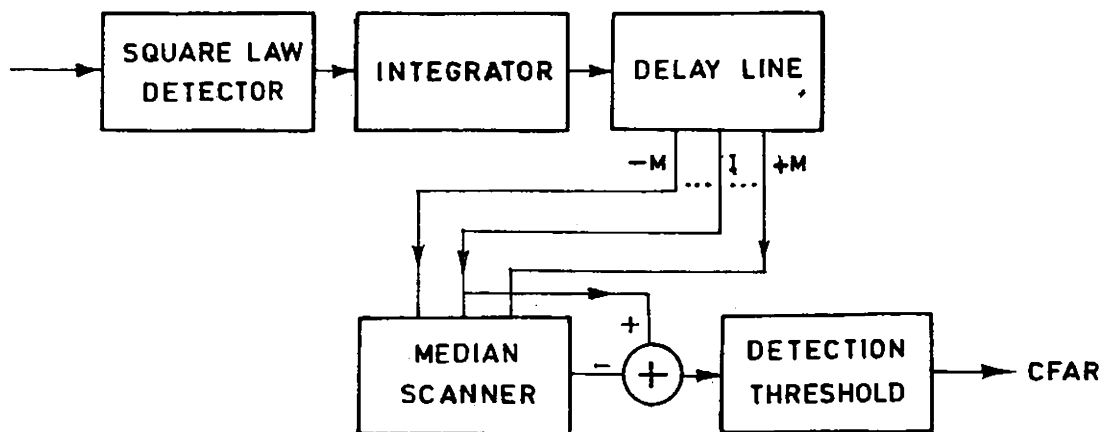 SQUARE LAW
DETECTOR
INTEGRATOR
DELAY LINE
-M I +M
+
-
+
MEDIAN
SCANNER
DETECTION
THRESHOLD
CFAR